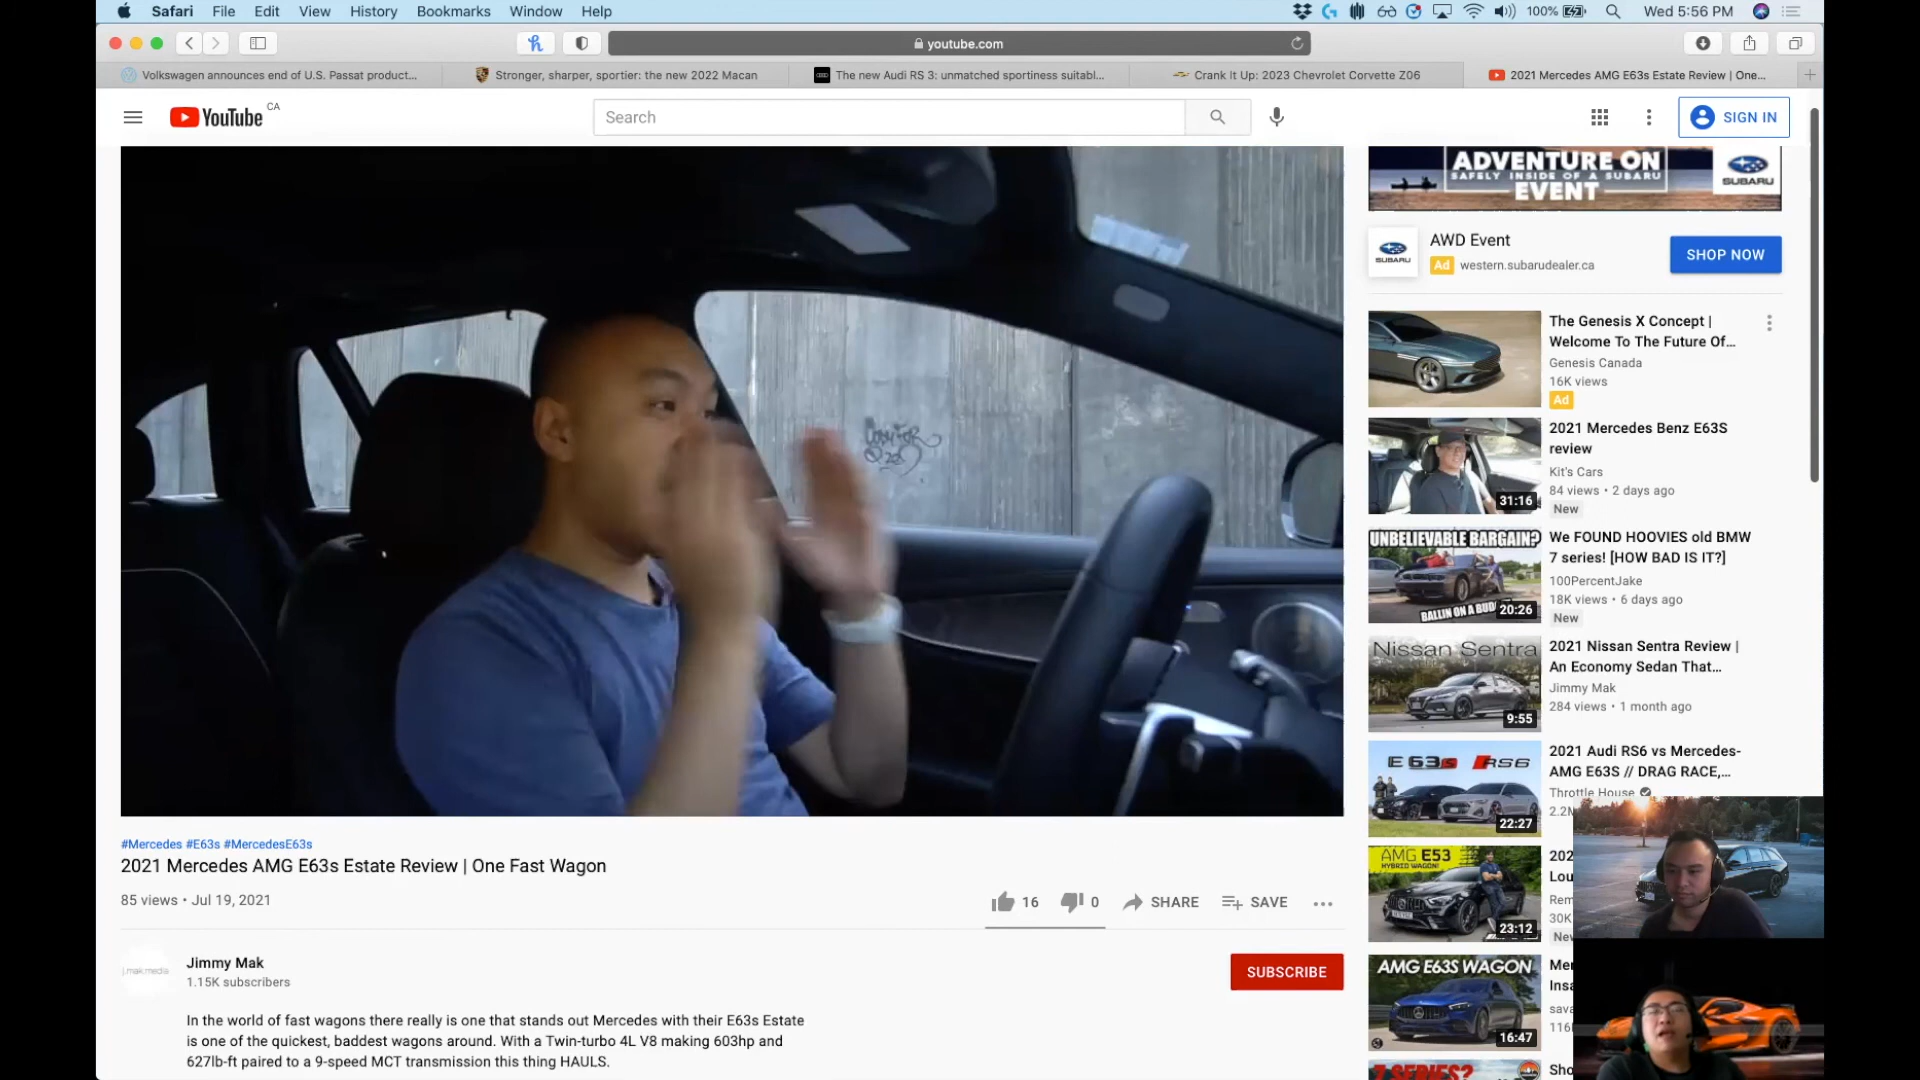 Safari File Edit View History Bookmarks Window Help 100% Wed 5:56 PM
youtube.com
Volkswagen announces end of U.S. Passat product... Stronger, sharper, sportier: the new 2022 Macan The new Audi RS 3: unmatched sportiness suitabl... Crank It Up: 2023 Chevrolet Corvette Z06 2021 Mercedes AMG E63s Estate Review | One...
YouTube CA Search SIGN IN
ADVENTURE ON
SAFELY INSIDE OF A SUBARU
EVENT
SUBARU
SUBARU
AWD Event
Ad western.subarudealer.ca
SHOP NOW
The Genesis X Concept |
Welcome To The Future Of...
Genesis Canada
16K views
Ad
31:16
2021 Mercedes Benz E63S
review
Kit's Cars
84 views • 2 days ago
New
UNBELIEVABLE BARGAIN?
20:26
We FOUND HOOVIES old BMW
7 series! [HOW BAD IS IT?]
100PercentJake
18K views • 6 days ago
New
Nissan Sentra
9:55
2021 Nissan Sentra Review |
An Economy Sedan That...
Jimmy Mak
284 views • 1 month ago
E63s RS6
22:27
2021 Audi RS6 vs Mercedes-
AMG E63S // DRAG RACE,...
Throttle House
AMG E53
HYBRID WAGON!
23:12
AMG E63S WAGON
16:47
7 SERIES?
#Mercedes #E63s #MercedesE63s
2021 Mercedes AMG E63s Estate Review | One Fast Wagon
85 views • Jul 19, 2021
16 0 SHARE SAVE
j.mak.media
Jimmy Mak
1.15K subscribers
SUBSCRIBE
In the world of fast wagons there really is one that stands out Mercedes with their E63s Estate
is one of the quickest, baddest wagons around. With a Twin-turbo 4L V8 making 603hp and
627lb-ft paired to a 9-speed MCT transmission this thing HAULS.